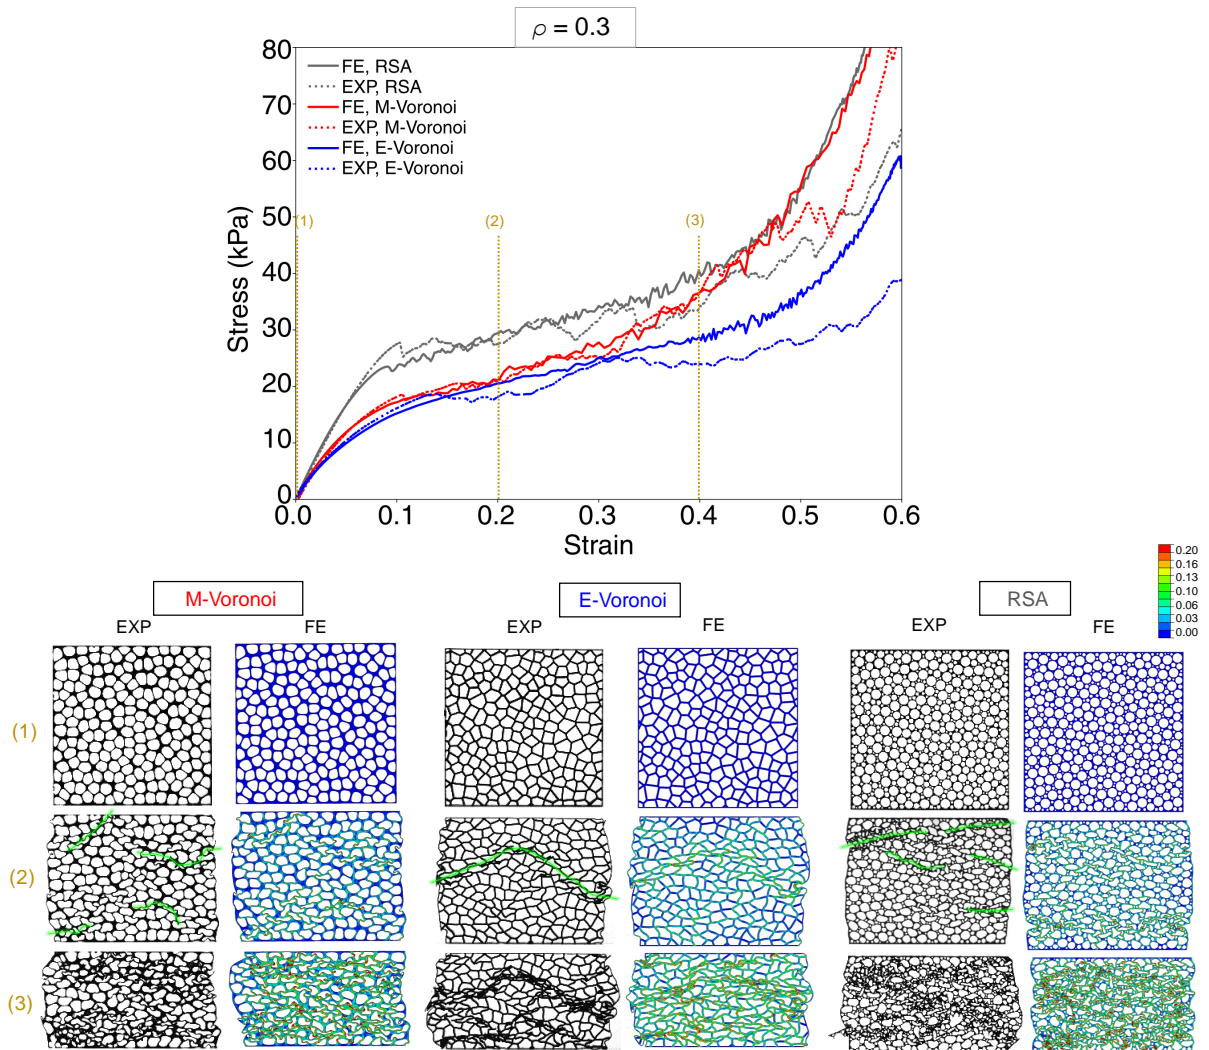 ρ = 0.3
80
70
60
50
40
30
20
10
0
Stress (kPa)
FE, RSA
EXP, RSA
FE, M-Voronoi
EXP, M-Voronoi
FE, E-Voronoi
EXP, E-Voronoi
(1)
(2)
(3)
0.0 0.1 0.2 0.3 0.4 0.5 0.6
Strain
0.20
0.16
0.13
0.10
0.06
0.03
0.00
M-Voronoi E-Voronoi RSA
EXP FE EXP FE EXP FE
(1)
(2)
(3)